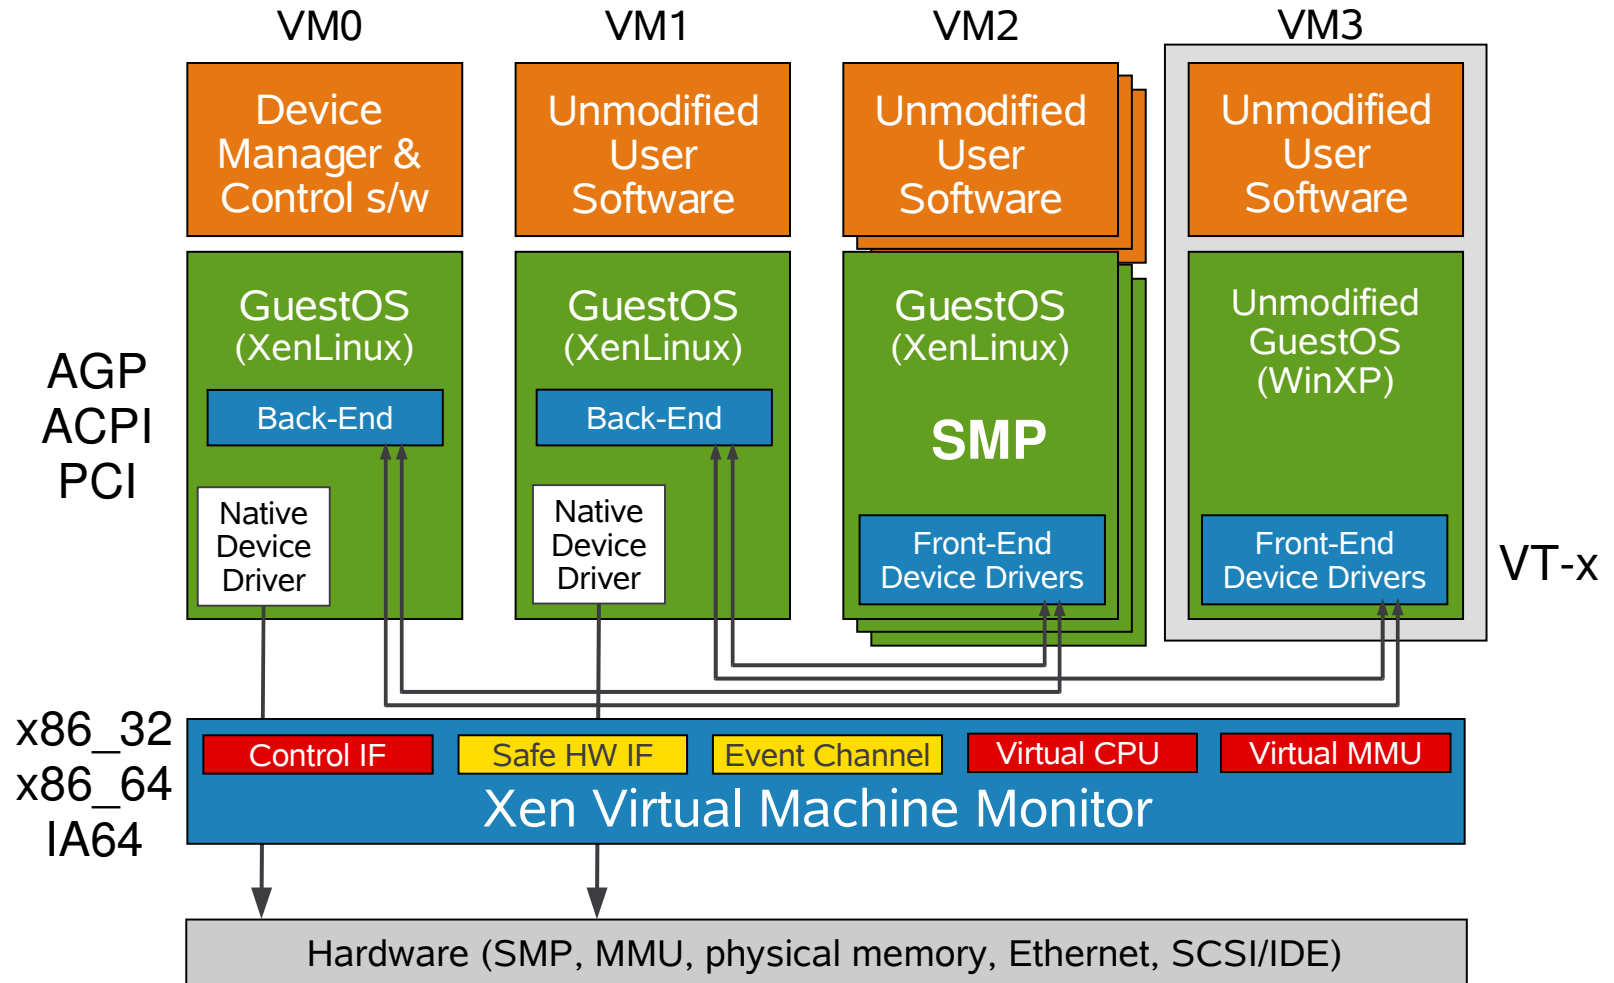 VM0
VM1
VM2
VM3
Device
Manager &
Control s/w
Unmodified
User
Software
Unmodified
User
Software
Unmodified
User
Software
GuestOS
(XenLinux)
Back-End
Native
Device
Driver
GuestOS
(XenLinux)
Back-End
Native
Device
Driver
GuestOS
(XenLinux)
SMP
Front-End
Device Drivers
Unmodified
GuestOS
(WinXP)
Front-End
Device Drivers
AGP
ACPI
PCI
VT-x
x86_32
x86_64
IA64
Control IF
Safe HW IF
Event Channel
Virtual CPU
Virtual MMU
Xen Virtual Machine Monitor
Hardware (SMP, MMU, physical memory, Ethernet, SCSI/IDE)